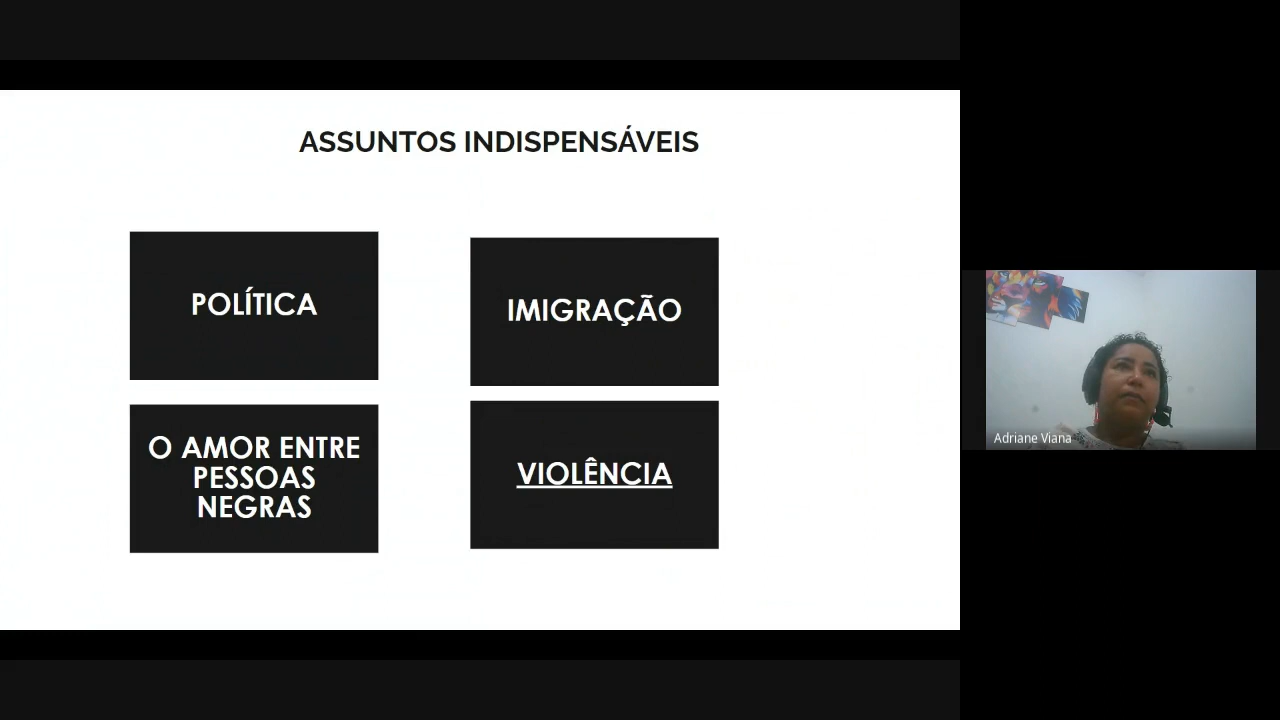 ASSUNTOS INDISPENSÁVEIS
POLÍTICA
IMIGRAÇÃO
O AMOR ENTRE
PESSOAS
NEGRAS
VIOLÊNCIA
Adriane Viana